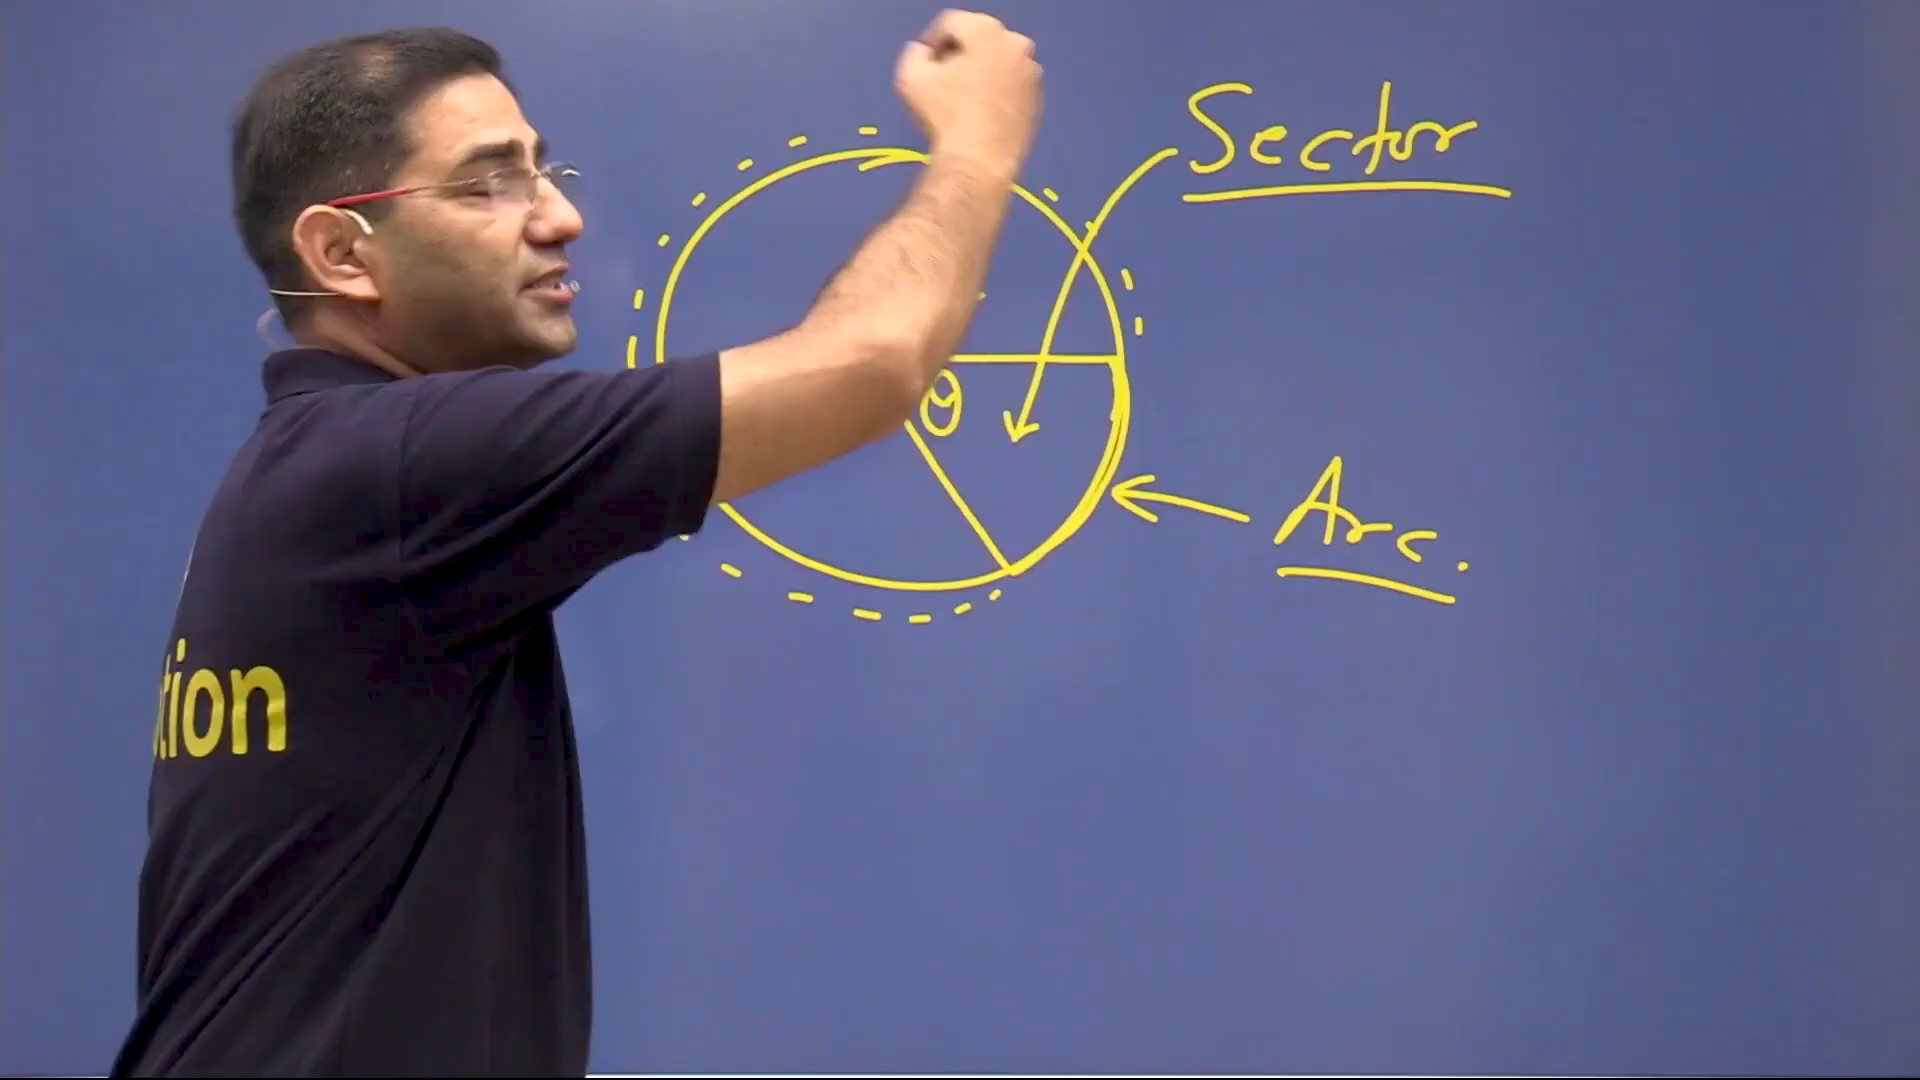 Sector
θ
Arc.
tion